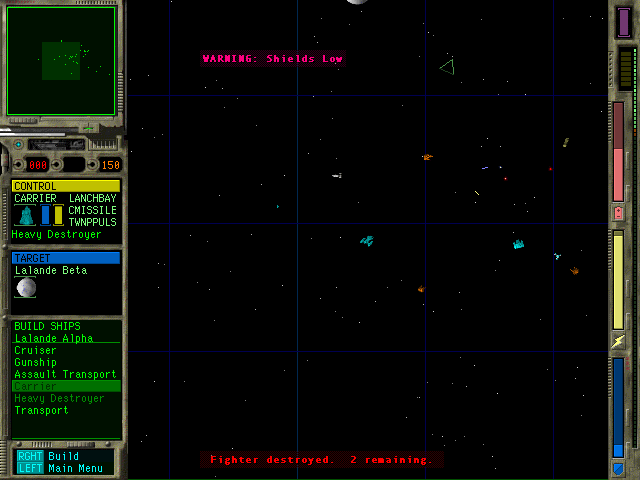 WARNING: Shields Low
000 150
CONTROL
CARRIER LANCHBAY
CMISSILE
TWNPPULS
Heavy Destroyer
TARGET
Lalande Beta
BUILD SHIPS
Lalande Alpha
Cruiser
Gunship
Assault Transport
Carrier
Heavy Destroyer
Transport
RGHT Build
LEFT Main Menu
Fighter destroyed. 2 remaining.